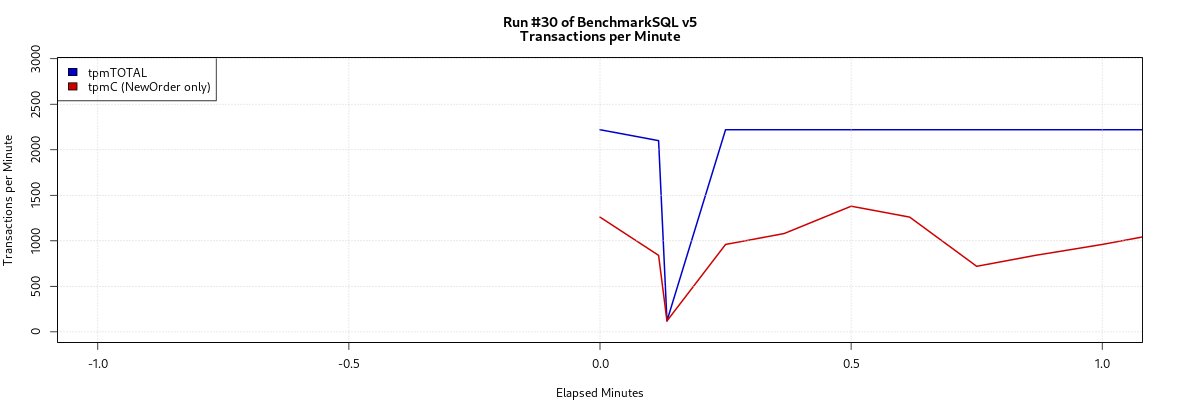 Run #30 of BenchmarkSQL v5
Transactions per Minute
tpmTOTAL
tpmC (NewOrder only)
Transactions per Minute
3000
2500
2000
1500
1000
500
0
-1.0
-0.5
0.0
0.5
1.0
Elapsed Minutes